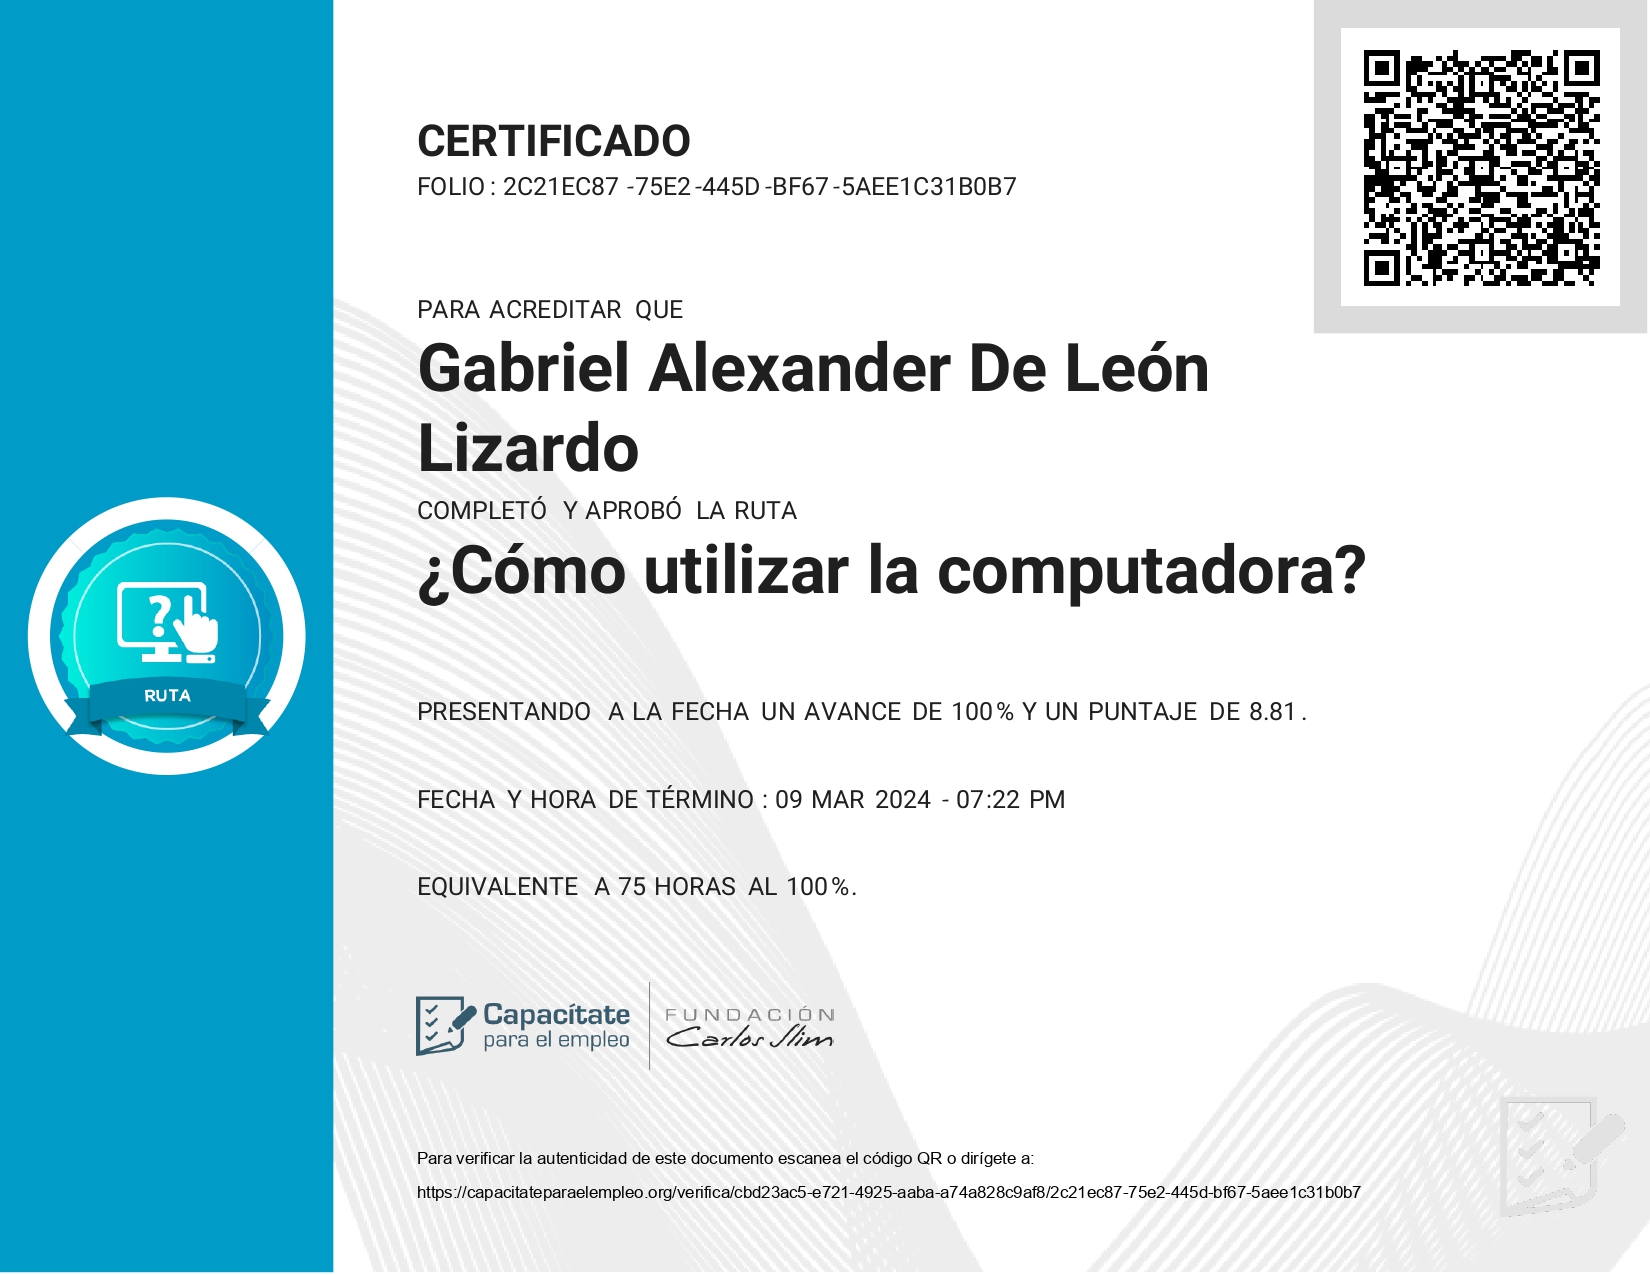 CERTIFICADO
FOLIO : 2C21EC87 -75E2 -445D -BF67 -5AEE1C31B0B7
PARA ACREDITAR QUE
Gabriel Alexander De León
Lizardo
COMPLETÓ Y APROBÓ LA RUTA
¿Cómo utilizar la computadora?
?
RUTA
PRESENTANDO A LA FECHA UN AVANCE DE 100% Y UN PUNTAJE DE 8.81.
FECHA Y HORA DE TÉRMINO : 09 MAR 2024 - 07:22 PM
EQUIVALENTE A 75 HORAS AL 100%.
Capacítate
para el empleo
FUNDACIÓN
Carlos Slim
Para verificar la autenticidad de este documento escanea el código QR o dirígete a:
https://capacitateparaelempleo.org/verifica/cbd23ac5-e721-4925-aaba-a74a828c9af8/2c21ec87-75e2-445d-bf67-5aee1c31b0b7